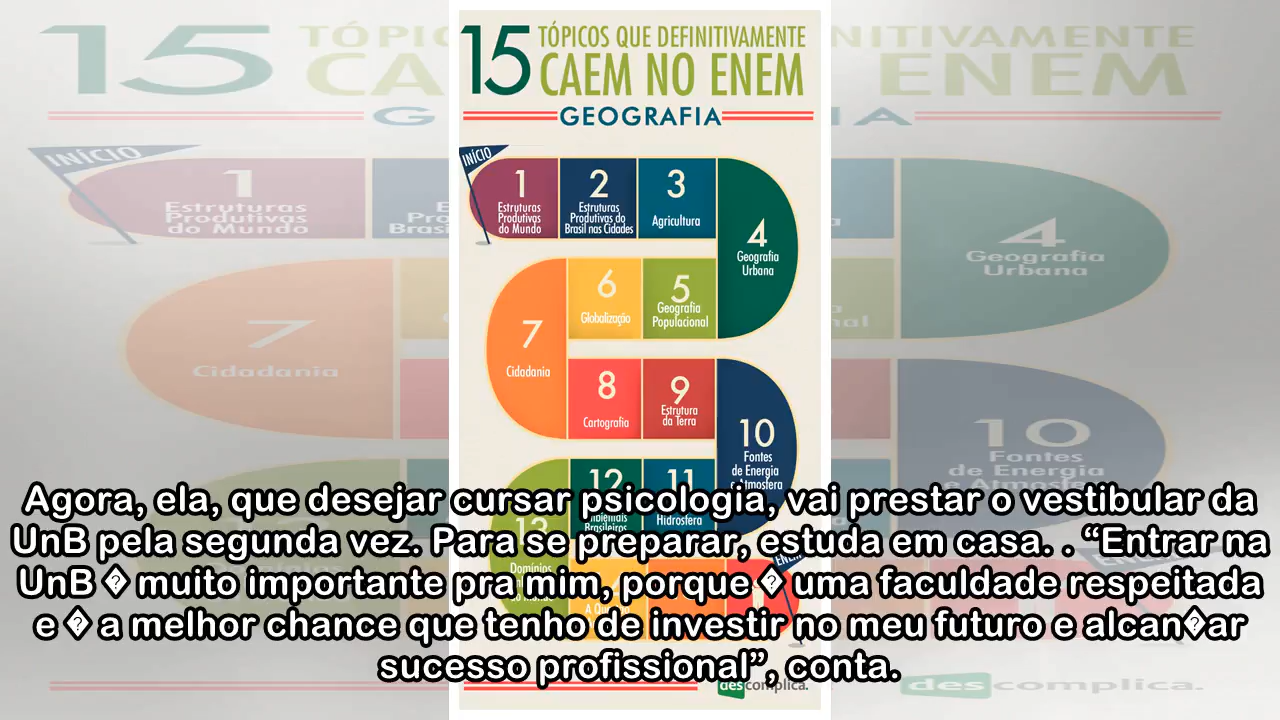 15 TÓPICOS QUE DEFINITIVAMENTE
CAEM NO ENEM
GEOGRAFIA
INÍCIO
1
Estruturas
Produtivas
do Mundo
2
Estruturas
Produtivas do
Brasil nas Cidades
3
Agricultura
4
Geografia
Urbana
6
Globalização
5
Geografia
Populacional
7
Cidadania
8
Cartografia
9
Estrutura
da Terra
10
Fontes
de Energia
e Atmosfera
12
Ambientais
Brasileiros
11
Hidrosfera
13
Domínios
Agora, ela, que desejar cursar psicologia, vai prestar o vestibular da
UnB pela segunda vez. Para se preparar, estuda em casa. . “Entrar na
UnB � muito importante pra mim, porque � uma faculdade respeitada
e � a melhor chance que tenho de investir no meu futuro e alcan�ar
sucesso profissional”, conta.
descomplica.